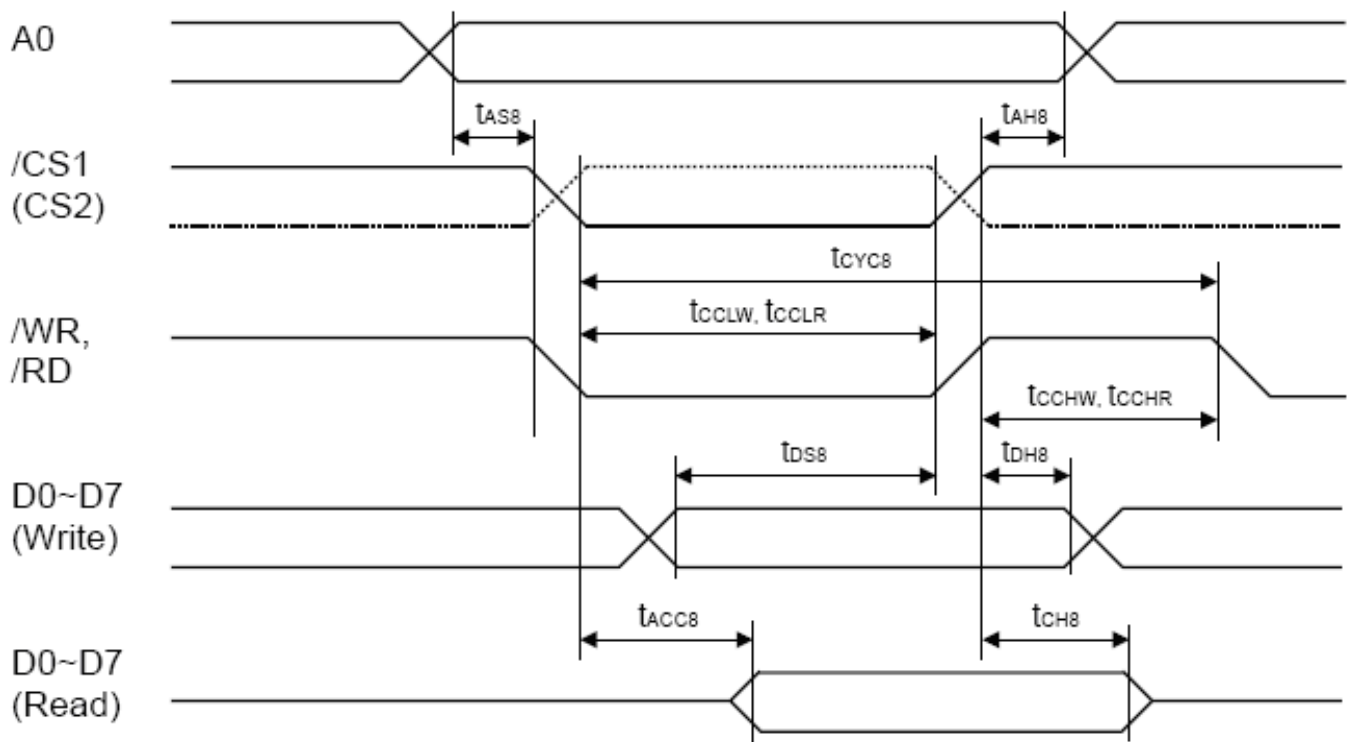 A0
tAS8
tAH8
/CS1
(CS2)
tCYC8
tCCLW, tCCLR
/WR,
/RD
tCCHW, tCCHR
tDS8
tDH8
D0~D7
(Write)
tACC8
tCH8
D0~D7
(Read)